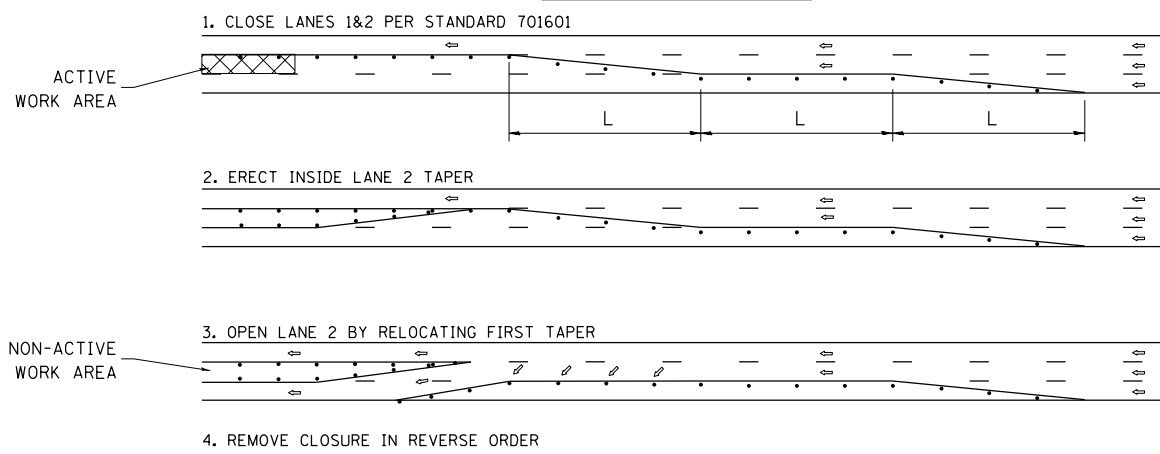 1. CLOSE LANES 1&2 PER STANDARD 701601
ACTIVE
WORK AREA
L L L
2. ERECT INSIDE LANE 2 TAPER
3. OPEN LANE 2 BY RELOCATING FIRST TAPER
NON-ACTIVE
WORK AREA
4. REMOVE CLOSURE IN REVERSE ORDER